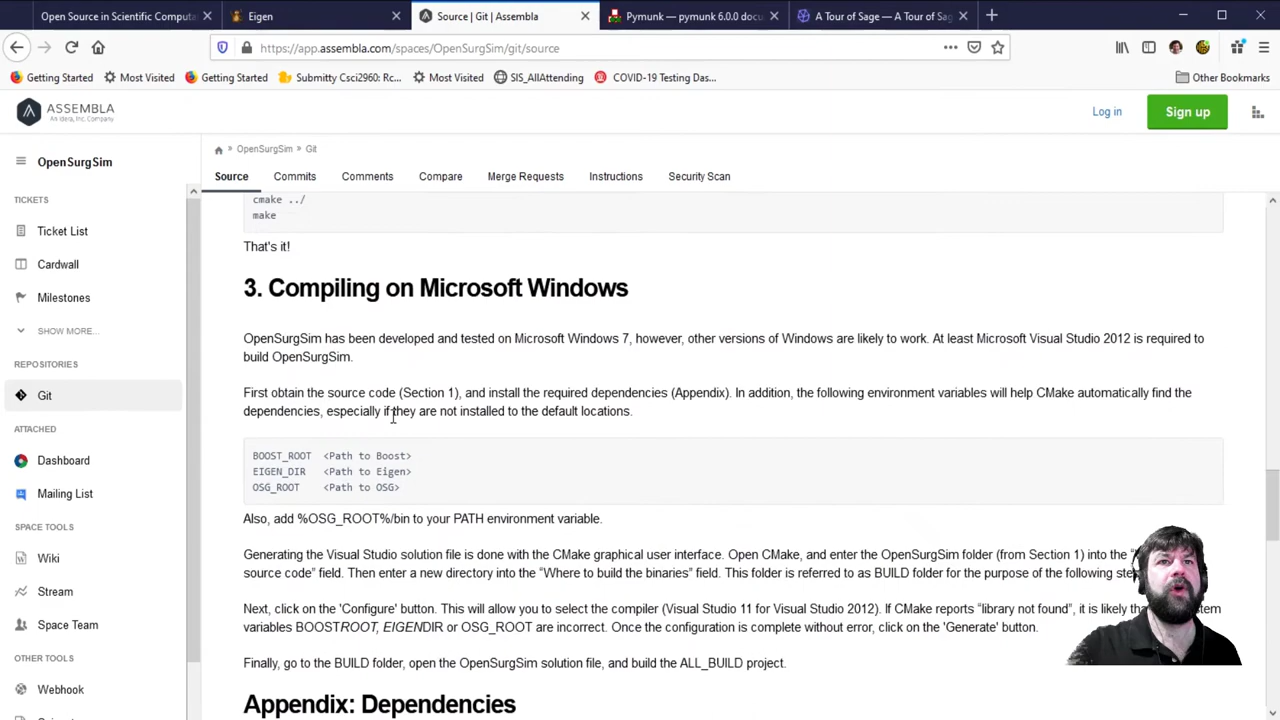 Open Source in Scientific Computa
Eigen
Source | Git | Assembla
Pymunk — pymunk 6.0.0 docu
A Tour of Sage — A Tour of Sag
https://app.assembla.com/spaces/OpenSurgSim/git/source
Getting Started
Most Visited
Getting Started
Submitty Csci2960: Rc...
Most Visited
SIS_AllAttending
COVID-19 Testing Das...
Other Bookmarks
ASSEMBLA
An Idera, Inc. Company
Log in
Sign up
OpenSurgSim
OpenSurgSim > Git
Source
Commits
Comments
Compare
Merge Requests
Instructions
Security Scan
TICKETS
Ticket List
Cardwall
Milestones
SHOW MORE...
REPOSITORIES
Git
ATTACHED
Dashboard
Mailing List
SPACE TOOLS
Wiki
Stream
Space Team
OTHER TOOLS
Webhook
cmake ../
make
That's it!
3. Compiling on Microsoft Windows
OpenSurgSim has been developed and tested on Microsoft Windows 7, however, other versions of Windows are likely to work. At least Microsoft Visual Studio 2012 is required to
build OpenSurgSim.
First obtain the source code (Section 1), and install the required dependencies (Appendix). In addition, the following environment variables will help CMake automatically find the
dependencies, especially if they are not installed to the default locations.
BOOST_ROOT <Path to Boost>
EIGEN_DIR <Path to Eigen>
OSG_ROOT <Path to OSG>
Also, add %OSG_ROOT%/bin to your PATH environment variable.
Generating the Visual Studio solution file is done with the CMake graphical user interface. Open CMake, and enter the OpenSurgSim folder (from Section 1) into the
source code” field. Then enter a new directory into the “Where to build the binaries” field. This folder is referred to as BUILD folder for the purpose of the following
Next, click on the 'Configure' button. This will allow you to select the compiler (Visual Studio 11 for Visual Studio 2012). If CMake reports “library not found”, it is likely
variables BOOSTROOT, EIGENDIR or OSG_ROOT are incorrect. Once the configuration is complete without error, click on the 'Generate' button.
Finally, go to the BUILD folder, open the OpenSurgSim solution file, and build the ALL_BUILD project.
Appendix: Dependencies